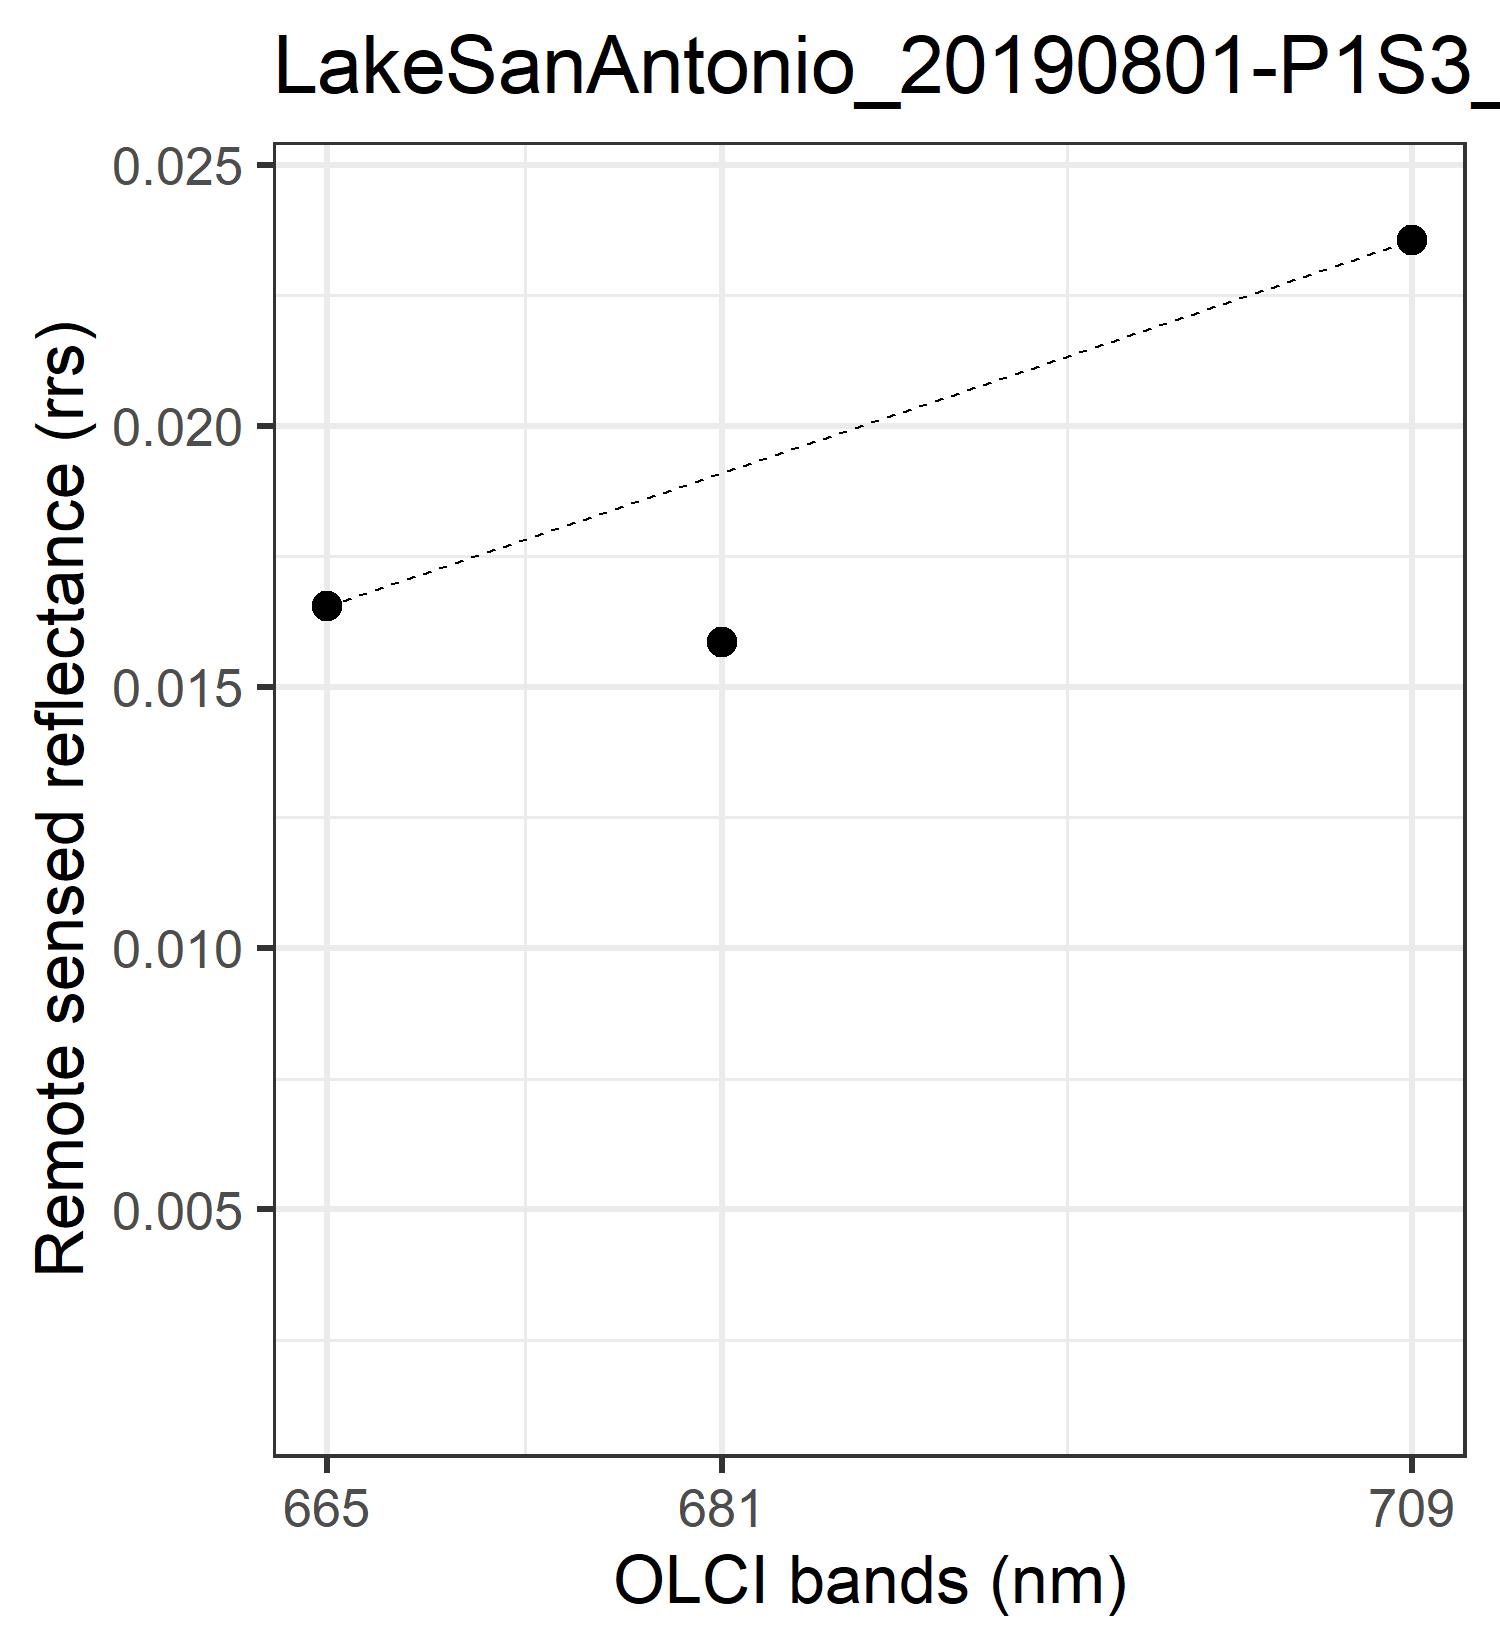 LakeSanAntonio_20190801-P1S3_
0.025
0.020
0.015
0.010
0.005
Remote sensed reflectance (rrs)
665 681 709
OLCI bands (nm)